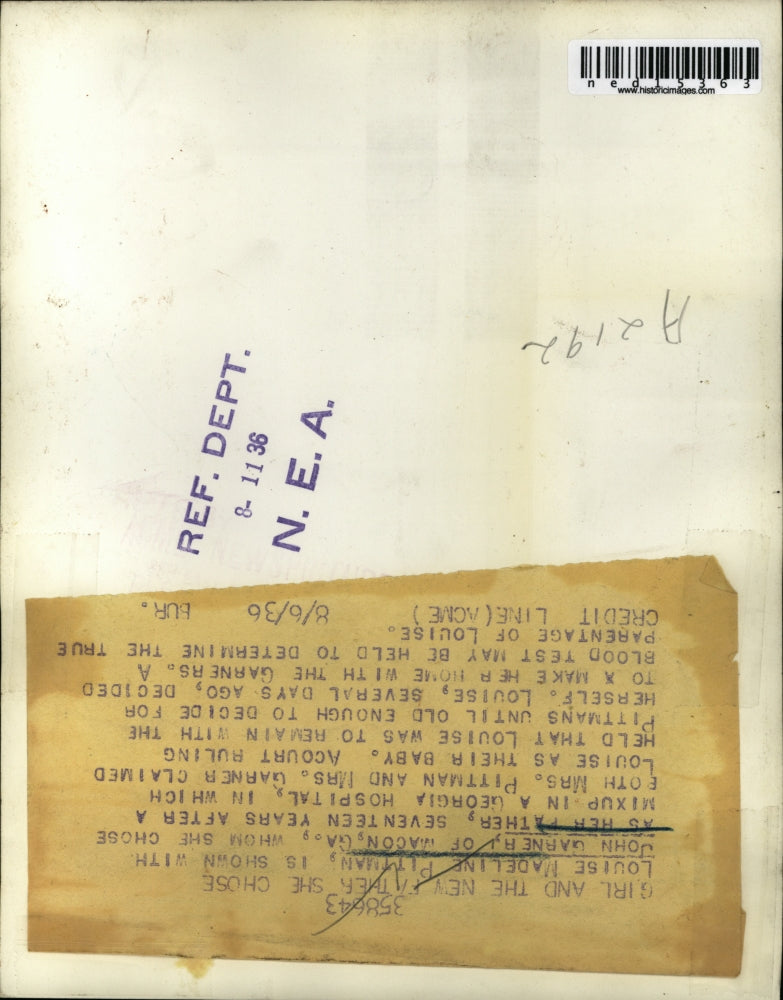 ned15363
www.historicimages.com
A2192
REF. DEPT.
8- 11 36
N. E. A.
358643
GIRL AND THE NEW FATHER SHE CHOSE
LOUISE MADELINE PITTMAN, IS SHOWN WITH
JOHN GARNER, OF MACON, GA., WHOM SHE CHOSE
AS HER FATHER, SEVENTEEN YEARS AFTER A
MIXUP IN A GEORGIA HOSPITAL, IN WHICH
BOTH MRS. PITTMAN AND MRS. GARNER CLAIMED
LOUISE AS THEIR BABY. ACOURT RULING
HELD THAT LOUISE WAS TO REMAIN WITH THE
PITTMANS UNTIL OLD ENOUGH TO DECIDE FOR
HERSELF. LOUISE, SEVERAL DAYS AGO, DECIDED
TO X MAKE HER HOME WITH THE GARNERS. A
BLOOD TEST MAY BE HELD TO DETERMINE THE TRUE
PARENTAGE OF LOUISE.
CREDIT LINE(ACME) 8/6/36 BUR.